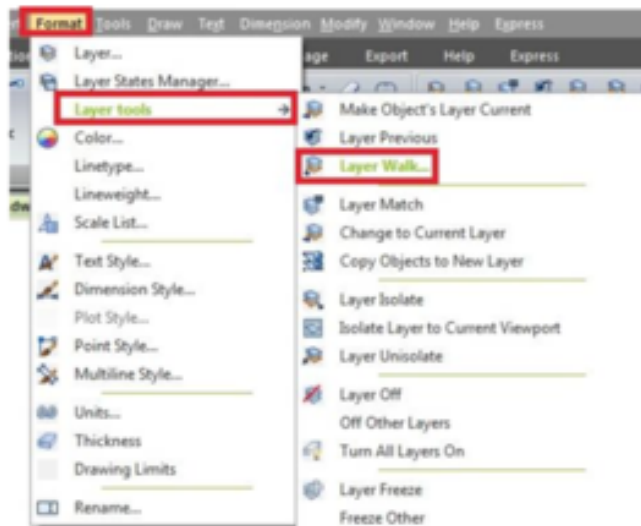 Format Tools Draw Text Dimension Modify Window Help Express
age Export Help Express
Layer...
Layer States Manager...
Layer tools
Color...
Linetype...
Lineweight...
Scale List...
Text Style...
Dimension Style...
Plot Style...
Point Style...
Multiline Style...
Units...
Thickness
Drawing Limits
Rename...
Make Object's Layer Current
Layer Previous
Layer Walk...
Layer Match
Change to Current Layer
Copy Objects to New Layer
Layer Isolate
Isolate Layer to Current Viewport
Layer Unisolate
Layer Off
Off Other Layers
Turn All Layers On
Layer Freeze
Freeze Other
dw